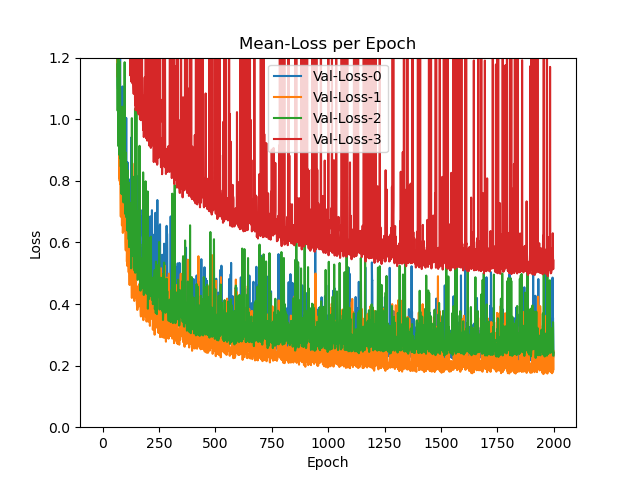 Mean-Loss per Epoch
Loss
1.2
1.0
0.8
0.6
0.4
0.2
0.0
Val-Loss-0
Val-Loss-1
Val-Loss-2
Val-Loss-3
0 250 500 750 1000 1250 1500 1750 2000
Epoch